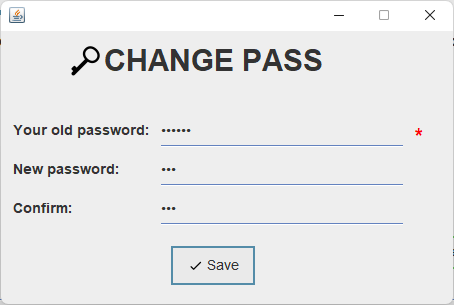 CHANGE PASS
Your old password: •••••• *
New password: •••
Confirm: •••
Save